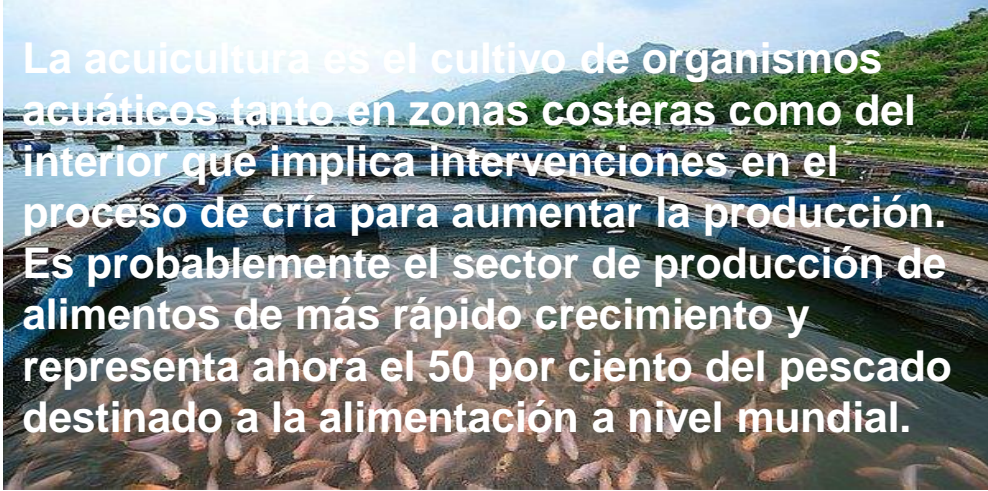 La acuicultura es el cultivo de organismos
acuáticos tanto en zonas costeras como del
interior que implica intervenciones en el
proceso de cría para aumentar la producción.
Es probablemente el sector de producción de
alimentos de más rápido crecimiento y
representa ahora el 50 por ciento del pescado
destinado a la alimentación a nivel mundial.